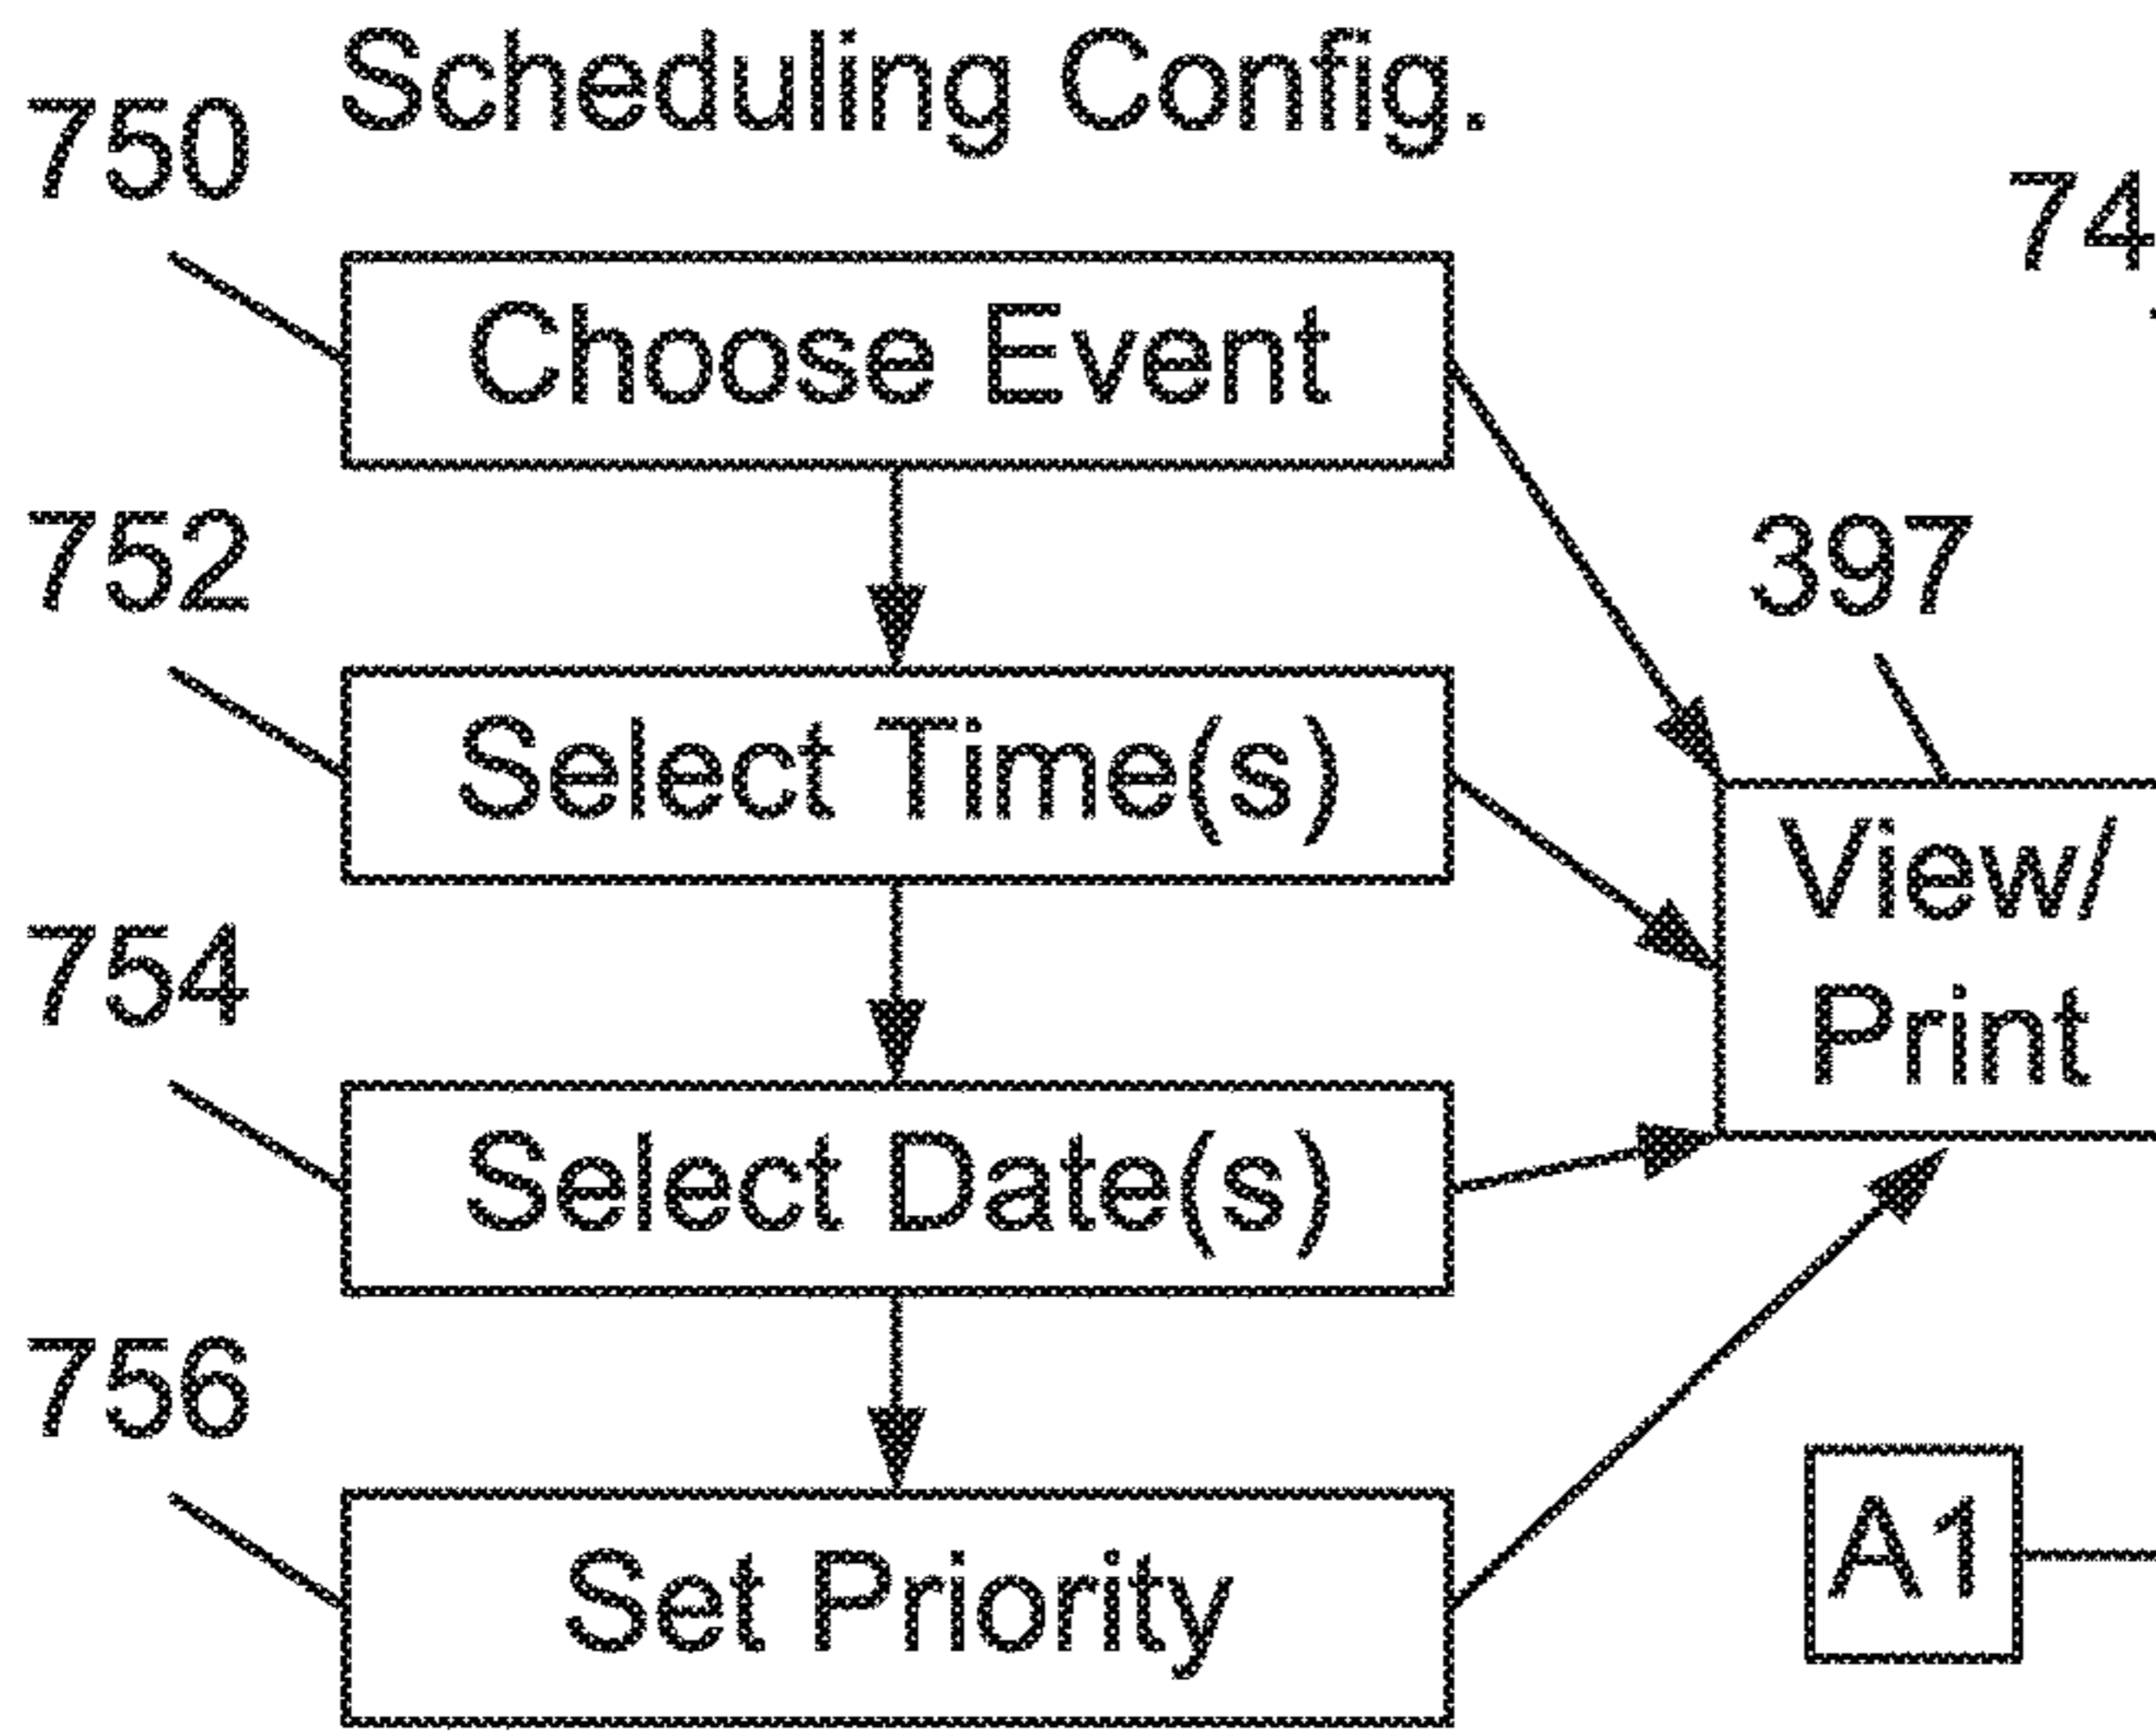 Scheduling Config.
750
Choose Event
752
Select Time(s)
754
Select Date(s)
756
Set Priority
74
397
View/
Print
A1